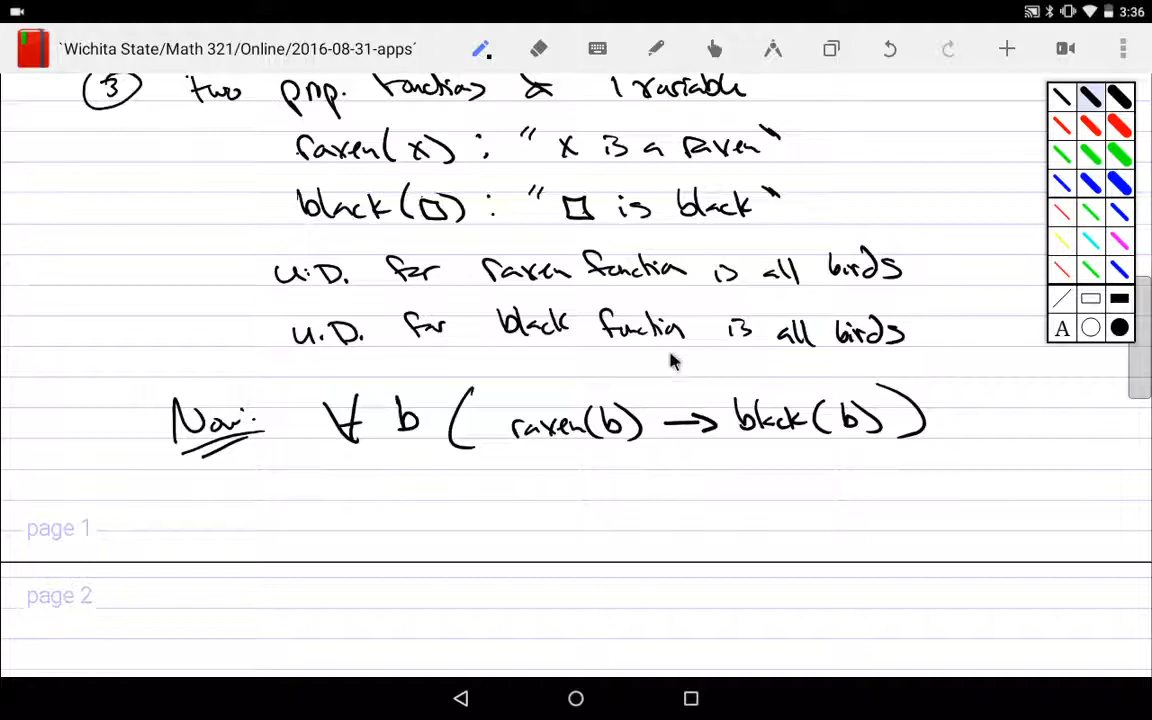 3:36
`Wichita State/Math 321/Online/2016-08-31-apps´
③ two prop. functions & 1 variable
raven(x) : " x is a raven "
black(□) : " □ is black "
U.D. for raven function is all birds
U.D. for black function is all birds
Now: ∀ b ( raven(b) → black(b) )
page 1
page 2
A